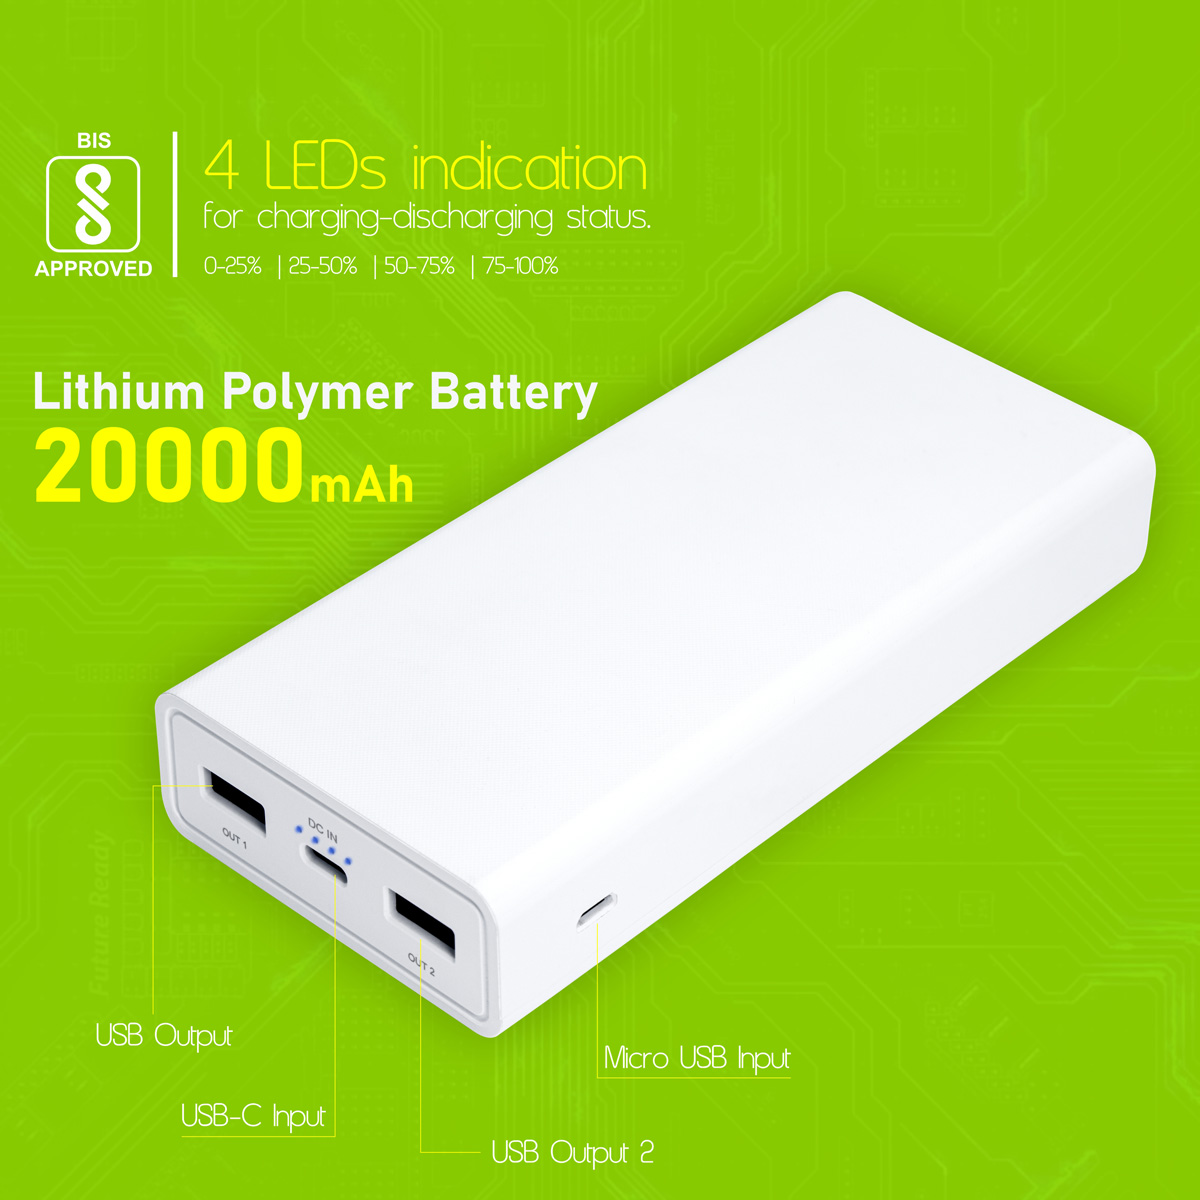 BIS
APPROVED
4 LEDs indication
for charging-discharging status.
0-25% | 25-50% | 50-75% | 75-100%
Lithium Polymer Battery
20000mAh
OUT 1
DC IN
OUT 2
Future Ready
USB Output
USB-C Input
Micro USB Input
USB Output 2